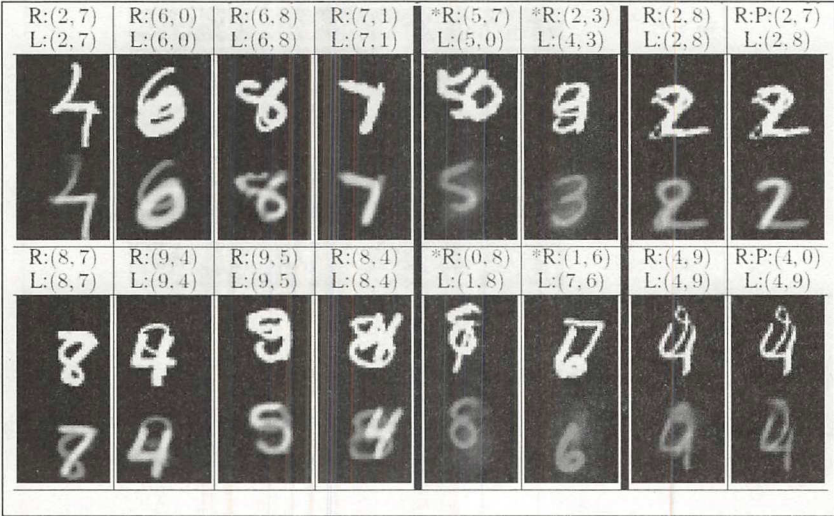 R:(2,7) R:(6,0) R:(6,8) R:(7,1) *R:(5,7) *R:(2,3) R:(2,8) R:P:(2,7)
L:(2,7) L:(6,0) L:(6,8) L:(7,1) L:(5,0) L:(4,3) L:(2,8) L:(2,8)
R:(8,7) R:(9,4) R:(9,5) R:(8,4) *R:(0,8) *R:(1,6) R:(4,9) R:P:(4,0)
L:(8,7) L:(9,4) L:(9,5) L:(8,4) L:(1,8) L:(7,6) L:(4,9) L:(4,9)